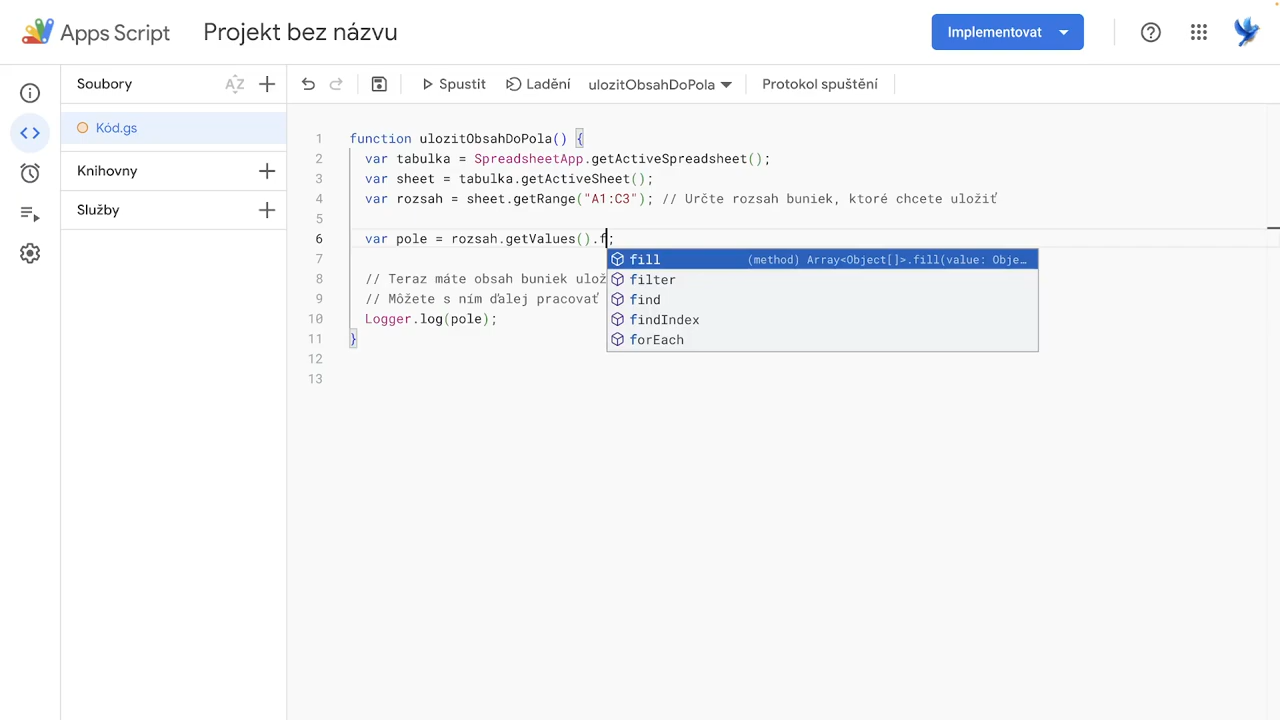 Apps Script
Projekt bez názvu
Implementovat
Soubory
AZ
Kód.gs
Knihovny
Služby
Spustit
Ladění
ulozitObsahDoPola
Protokol spuštění
1 function ulozitObsahDoPola() {
2 var tabulka = SpreadsheetApp.getActiveSpreadsheet();
3 var sheet = tabulka.getActiveSheet();
4 var rozsah = sheet.getRange("A1:C3"); // Určte rozsah buniek, ktoré chcete uložiť
5
6 var pole = rozsah.getValues().f;
7
8 // Teraz máte obsah buniek ulož
9 // Môžete s ním ďalej pracovať
10 Logger.log(pole);
11 }
12
13
fill (method) Array<Object[]>.fill(value: Obje…
filter
find
findIndex
forEach